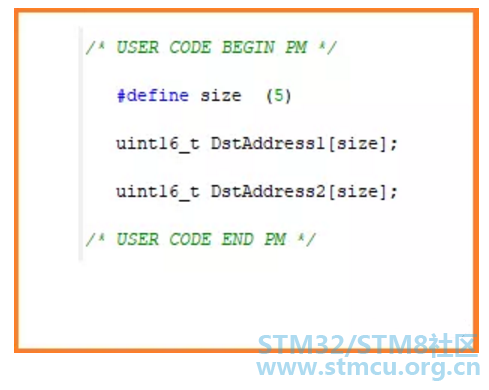 /* USER CODE BEGIN PM */
#define size  (5)
uint16_t DstAddress1[size];
uint16_t DstAddress2[size];
/* USER CODE END PM */
STM32/STM8社区
www.stmcu.org.cn